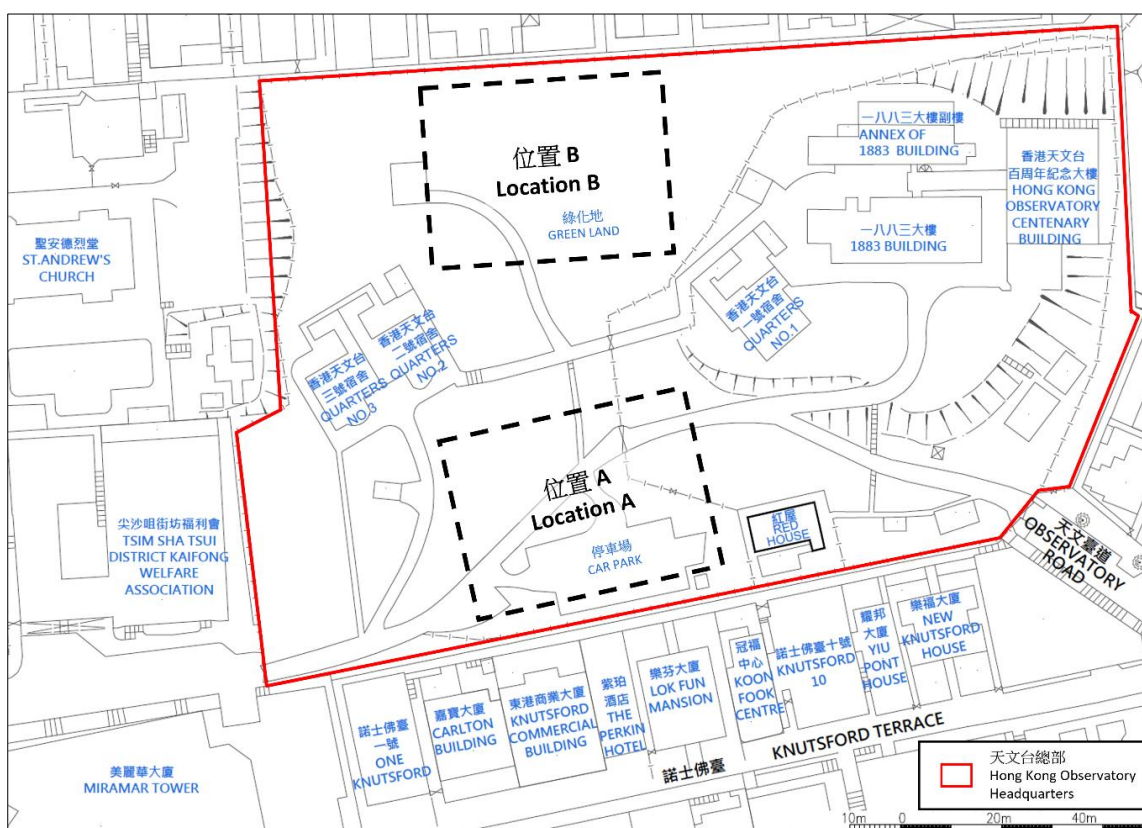 位置 B
Location B
綠化地
GREEN LAND
一八八三大樓副樓
ANNEX OF
1883 BUILDING
香港天文台
百周年紀念大樓
HONG KONG
OBSERVATORY
CENTENARY
BUILDING
一八八三大樓
1883 BUILDING
聖安德烈堂
ST.ANDREW'S
CHURCH
香港天文台
一號宿舍
QUARTERS
NO.1
香港天文台
二號宿舍
QUARTERS
NO.2
香港天文台
三號宿舍
QUARTERS
NO.3
位置 A
Location A
停車場
CAR PARK
紅屋
RED
HOUSE
天文臺道
OBSERVATORY
ROAD
尖沙咀街坊福利會
TSIM SHA TSUI
DISTRICT KAIFONG
WELFARE
ASSOCIATION
諾士佛臺
一號
ONE
KNUTSFORD
嘉寶大廈
CARLTON
BUILDING
東港商業大廈
KNUTSFORD
COMMERCIAL
BUILDING
紫珀
酒店
THE
PERKIN
HOTEL
樂芬大廈
LOK FUN
MANSION
冠福
中心
KOON
FOOK
CENTRE
諾士佛臺十號
KNUTSFORD
10
耀邦
大廈
YIU
PONT
HOUSE
樂福大廈
NEW
KNUTSFORD
HOUSE
諾士佛臺
KNUTSFORD TERRACE
美麗華大廈
MIRAMAR TOWER
天文台總部
Hong Kong Observatory
Headquarters
10m 0 20m 40m